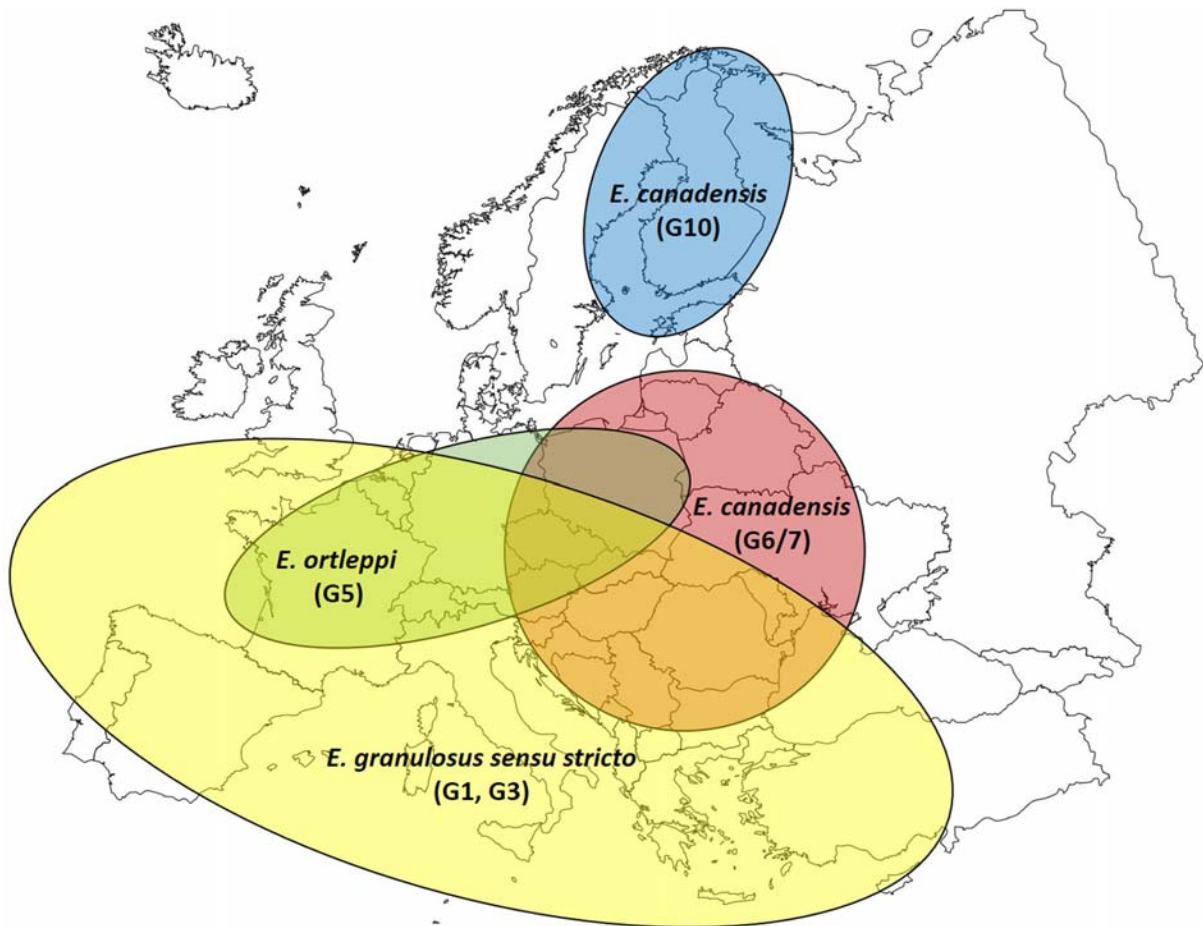 E. canadensis
(G10)
E. canadensis
(G6/7)
E. ortleppi
(G5)
E. granulosus sensu stricto
(G1, G3)